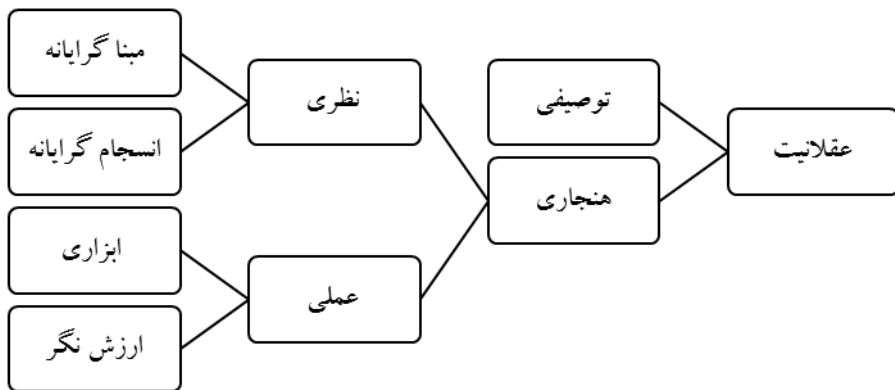 عقلانیت
توصیفی
هنجاری
نظری
عملی
مبنا گرایانه
انسجام گرایانه
ابزاری
ارزش نگر